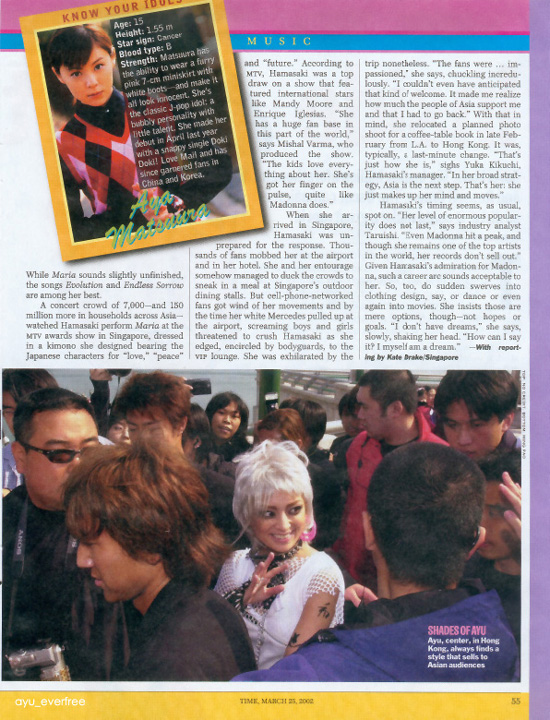 KNOW YOUR IDOLS
Age: 15
Height: 1.55 m
Star sign: Cancer
Blood type: B
Strength: Matsuura has
the ability to wear a furry
pink 7-cm miniskirt with
white boots—and make it
all look innocent. She's
the classic J-pop idol: a
bubbly personality with
little talent. She made her
debut in April last year
with a snappy single Doki
Doki! Love Mail and has
since garnered fans in
China and Korea.
Aya
Matsuura
MUSIC
While Maria sounds slightly unfinished,
the songs Evolution and Endless Sorrow
are among her best.
A concert crowd of 7,000—and 150
million more in households across Asia—
watched Hamasaki perform Maria at the
MTV awards show in Singapore, dressed
in a kimono she designed bearing the
Japanese characters for "love," "peace"
and "future." According to
MTV, Hamasaki was a top
draw on a show that fea-
tured international stars
like Mandy Moore and
Enrique Iglesias. "She
has a huge fan base in
this part of the world,"
says Mishal Varma, who
produced the show.
"The kids love every-
thing about her. She's
got her finger on the
pulse, quite like
Madonna does."
When she ar-
rived in Singapore,
Hamasaki was un-
prepared for the response. Thou-
sands of fans mobbed her at the airport
and in her hotel. She and her entourage
somehow managed to duck the crowds to
sneak in a meal at Singapore's outdoor
dining stalls. But cell-phone-networked
fans got wind of her movements and by
the time her white Mercedes pulled up at
the airport, screaming boys and girls
threatened to crush Hamasaki as she
edged, encircled by bodyguards, to the
VIP lounge. She was exhilarated by the
trip nonetheless. "The fans were ... im-
passioned," she says, chuckling incredu-
lously. "I couldn't even have anticipated
that kind of welcome. It made me realize
how much the people of Asia support me
and that I had to go back." With that in
mind, she relocated a planned photo
shoot for a coffee-table book in late Feb-
ruary from L.A. to Hong Kong. It was,
typically, a last-minute change. "That's
just how she is," sighs Yuka Kikuchi,
Hamasaki's manager. "In her broad strat-
egy, Asia is the next step. That's her: she
just makes up her mind and moves."
Hamasaki's timing seems, as usual,
spot on. "Her level of enormous popular-
ity does not last," says industry analyst
Taruishi. "Even Madonna hit a peak, and
though she remains one of the top artists
in the world, her records don't sell out."
Given Hamasaki's admiration for Madon-
na, such a career arc sounds acceptable to
her. So, too, do sudden swerves into
clothing design, say, or dance or even
again into movies. She insists those are
mere options, though—not hopes or
goals. "I don't have dreams," she says,
slowly, shaking her head. "How can I say
it? I myself am a dream." —With report-
ing by Kate Drake/Singapore
SHADES OF AYU
Ayu, center, in Hong
Kong, always finds a
style that sells to
Asian audiences
ayu_everfree
TIME, MARCH 25, 2002
55